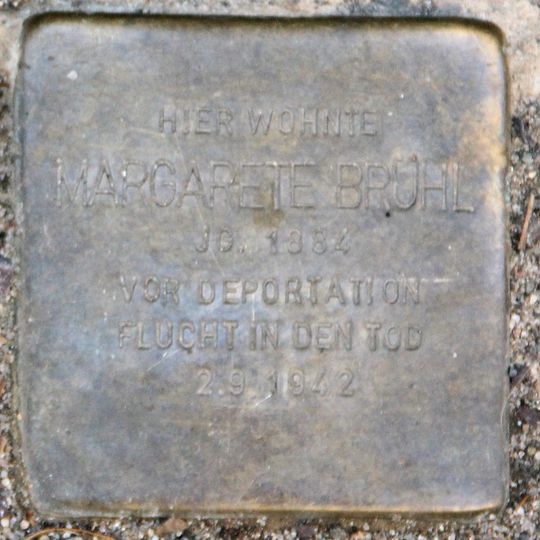 HIER WOHNTE
MARGARETE BRÜHL
JG. 1884
VOR DEPORTATION
FLUCHT IN DEN TOD
2.9.1942